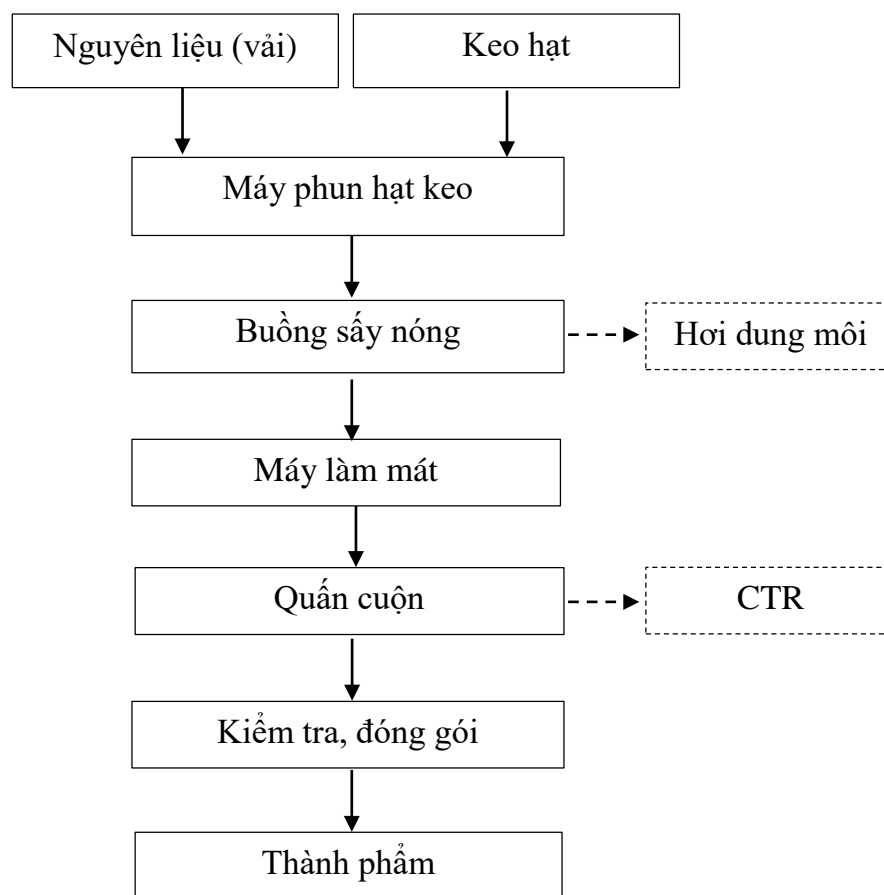 Nguyên liệu (vải)
Keo hạt
Máy phun hạt keo
Buồng sấy nóng
Hơi dung môi
Máy làm mát
Quấn cuộn
CTR
Kiểm tra, đóng gói
Thành phẩm